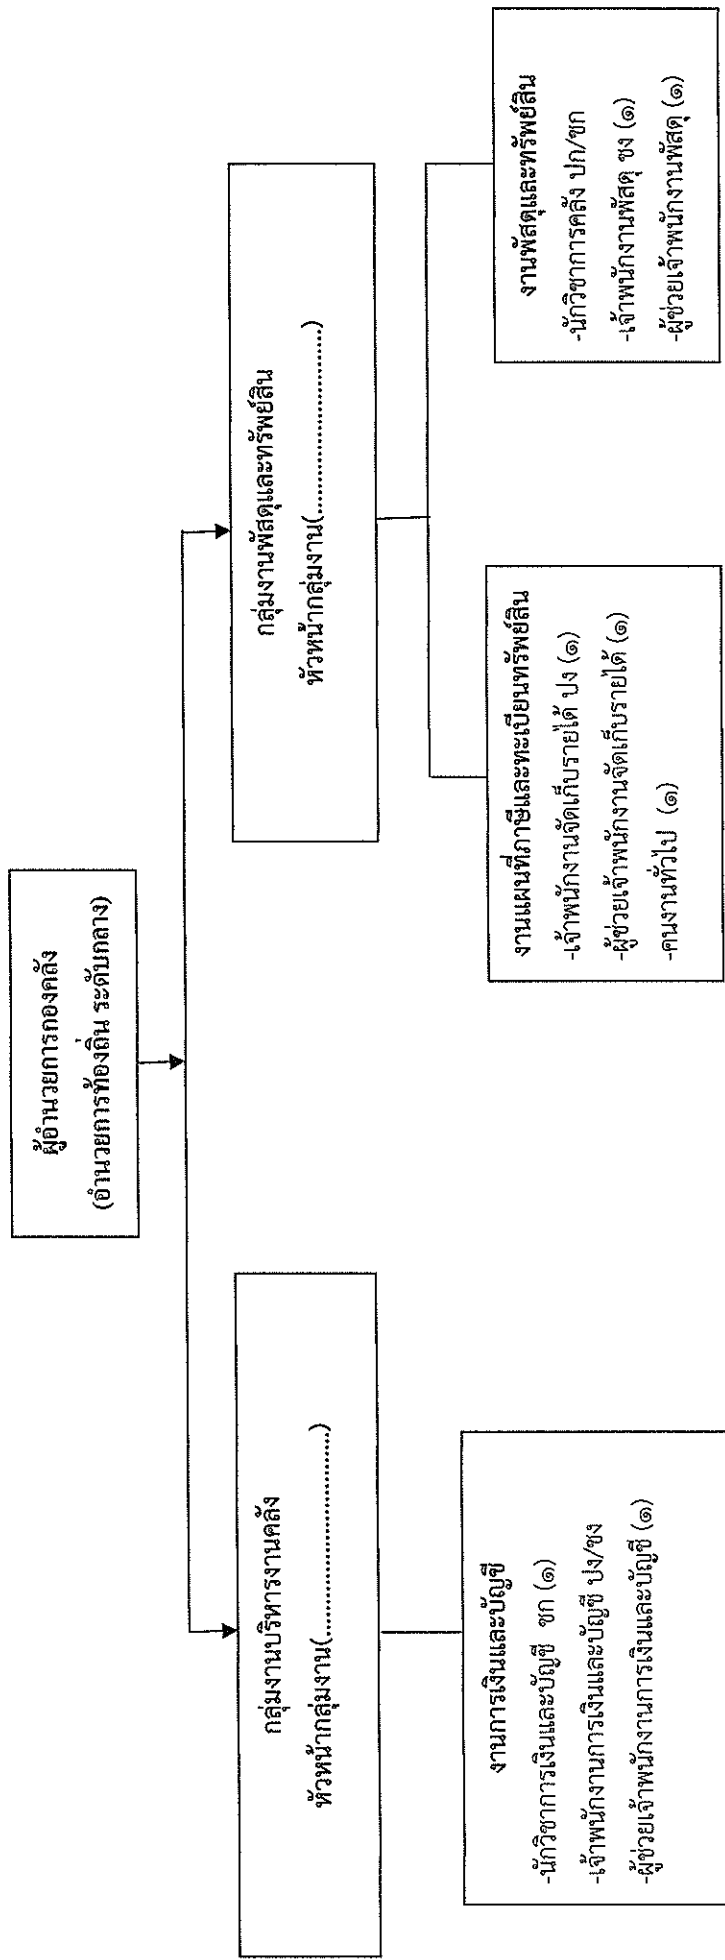 ผู้อำนวยการกองคลัง
(อำนวยการท้องถิ่น ระดับกลาง)
กลุ่มงานบริหารงานคลัง
หัวหน้ากลุ่มงาน(......................................)
กลุ่มงานพัสดุและทรัพย์สิน
หัวหน้ากลุ่มงาน(......................................)
งานการเงินและบัญชี
-นักวิชาการเงินและบัญชี ชก (๑)
-เจ้าพนักงานการเงินและบัญชี ปง/ชง
-ผู้ช่วยเจ้าพนักงานการเงินและบัญชี (๑)
งานแผนที่ภาษีและทะเบียนทรัพย์สิน
-เจ้าพนักงานจัดเก็บรายได้ ปง (๑)
-ผู้ช่วยเจ้าพนักงานจัดเก็บรายได้ (๑)
-คนงานทั่วไป (๑)
งานพัสดุและทรัพย์สิน
-นักวิชาการคลัง ปก/ชก
-เจ้าพนักงานพัสดุ ชง (๑)
-ผู้ช่วยเจ้าพนักงานพัสดุ (๑)